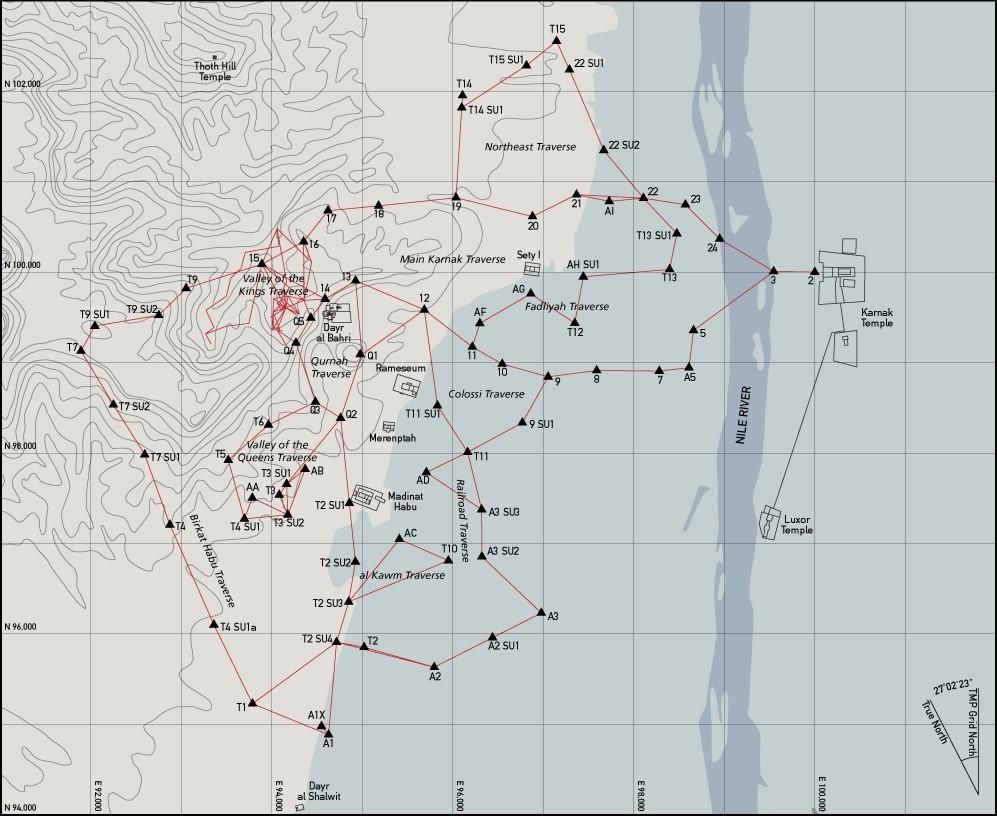 T15
T15 SU1
22 SU1
Thoth Hill
Temple
N 102,000
T14
T14 SU1
Northeast Traverse
22 SU2
17
18
19
20
21
AI
22
23
T13 SU1
24
16
Main Karnak Traverse
Sety I
AH SU1
T13
N 100,000
15
13
3
2
Valley of the
Kings Traverse
T9
14
AG
Fadliyah Traverse
T9 SU2
T9 SU1
Q5
Dayr
al Bahri
12
AF
T12
Karnak
Temple
5
T7
Q4
11
Qurnah
Traverse
Q1
Rameseum
10
9
8
7
A5
T7 SU2
Q3
Q2
T11 SU1
Colossi Traverse
9 SU1
NILE RIVER
T6
Merenptah
N 98,000
T7 SU1
T5
Valley of the
Queens Traverse
T11
T3 SU1
AB
AD
AA
T3
T2 SU1
Madinat
Habu
Railroad Traverse
A3 SU3
T4
T4 SU1
T3 SU2
Luxor
Temple
Birkat Habu Traverse
AC
T10
A3 SU2
T2 SU2
al Kawm Traverse
T2 SU3
A3
N 96,000
T4 SU1a
T2 SU4
T2
A2 SU1
A2
T1
A1X
A1
27°02'23"
True North
TMP Grid North
Dayr
al Shalwit
E 92,000
E 94,000
E 96,000
E 98,000
E 100,000
N 94,000